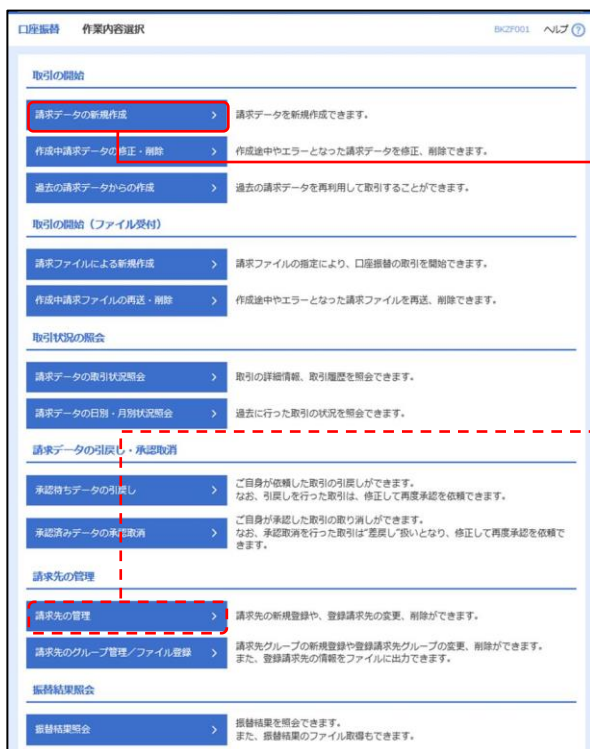 口座振替 作業内容選択 BKZF001 ヘルプ ?
取引の開始
請求データの新規作成 請求データを新規作成できます。
作成中請求データの修正・削除 作成途中やエラーとなった請求データを修正、削除できます。
過去の請求データからの作成 過去の請求データを再利用して取引することができます。
取引の開始（ファイル受付）
請求ファイルによる新規作成 請求ファイルの指定により、口座振替の取引を開始できます。
作成中請求ファイルの再送・削除 作成途中やエラーとなった請求ファイルを再送、削除できます。
取引状況の照会
請求データの取引状況照会 取引の詳細情報、取引履歴を照会できます。
請求データの日別・月別状況照会 過去に行った取引の状況を照会できます。
請求データの引戻し・承認取消
承認待ちデータの引戻し ご自身が依頼した取引の引戻しができます。
なお、引戻しを行った取引は、修正して再度承認を依頼できます。
承認済みデータの承認取消 ご自身が承認した取引の取り消しができます。
なお、承認取消を行った取引は“差戻し”扱いとなり、修正して再度承認を依頼で
きます。
請求先の管理
請求先の管理 請求先の新規登録や、登録請求先の変更、削除ができます。
請求先のグループ管理／ファイル登録 請求先グループの新規登録や登録請求先グループの変更、削除ができます。
また、登録請求先の情報をファイルに出力できます。
振替結果照会
振替結果照会 振替結果を照会できます。
また、振替結果のファイル取得もできます。